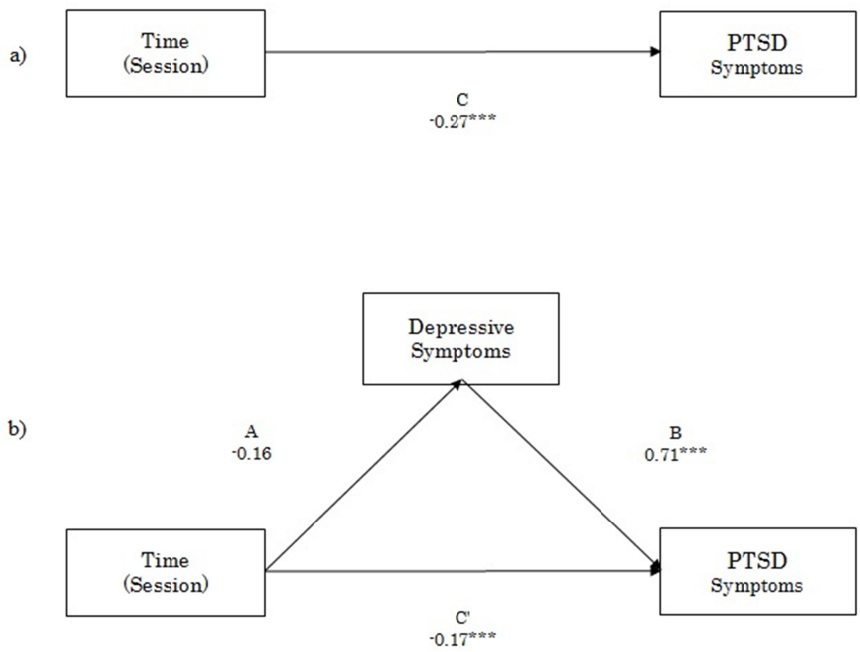 a)
Time
(Session)
PTSD
Symptoms
C
-0.27***
Depressive
Symptoms
b)
A
-0.16
B
0.71***
Time
(Session)
PTSD
Symptoms
C'
-0.17***